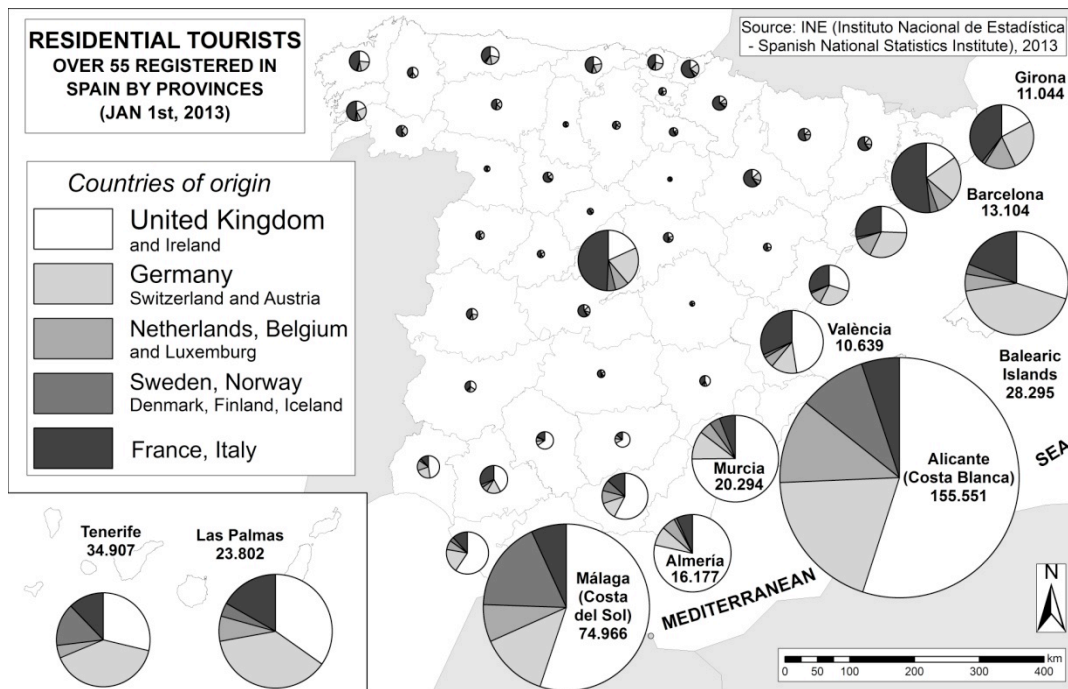 RESIDENTIAL TOURISTS
OVER 55 REGISTERED IN
SPAIN BY PROVINCES
(JAN 1st, 2013)
Source: INE (Instituto Nacional de Estadística
- Spanish National Statistics Institute), 2013
Countries of origin
United Kingdom
and Ireland
Germany
Switzerland and Austria
Netherlands, Belgium
and Luxemburg
Sweden, Norway
Denmark, Finland, Iceland
France, Italy
Girona
11.044
Barcelona
13.104
València
10.639
Balearic
Islands
28.295
Murcia
20.294
Alicante
(Costa Blanca)
155.551
Almería
16.177
Málaga
(Costa
del Sol)
74.966
MEDITERRANEAN
SEA
Tenerife
34.907
Las Palmas
23.802
N
km
0 50 100 200 300 400